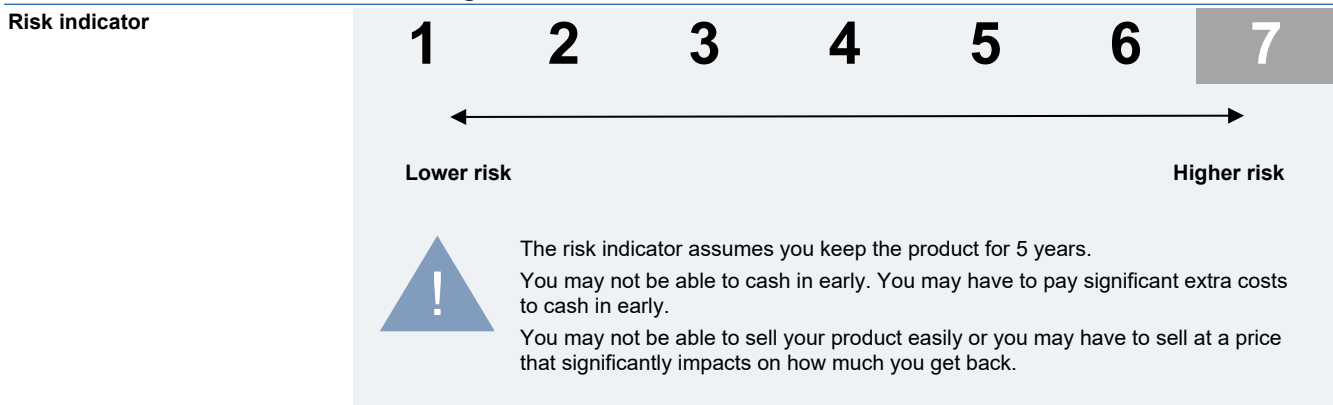 Risk indicator
1 2 3 4 5 6 7
Lower risk Higher risk
!
The risk indicator assumes you keep the product for 5 years.
You may not be able to cash in early. You may have to pay significant extra costs
to cash in early.
You may not be able to sell your product easily or you may have to sell at a price
that significantly impacts on how much you get back.